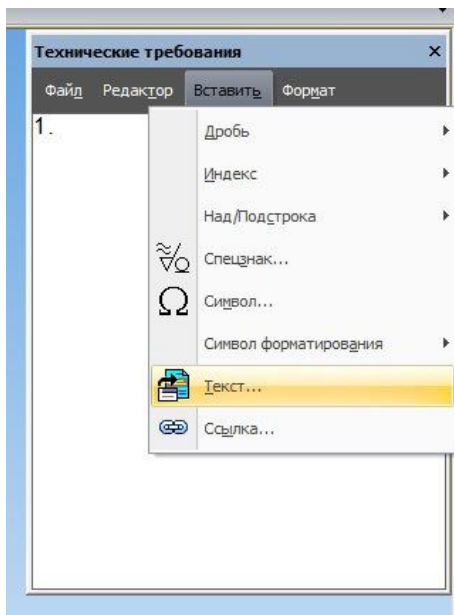 Технические требования
Файл Редактор Вставить Формат
1.
Дробь
Индекс
Над/Подстрока
Спецзнак...
Символ...
Символ форматирования
Текст...
Ссылка...